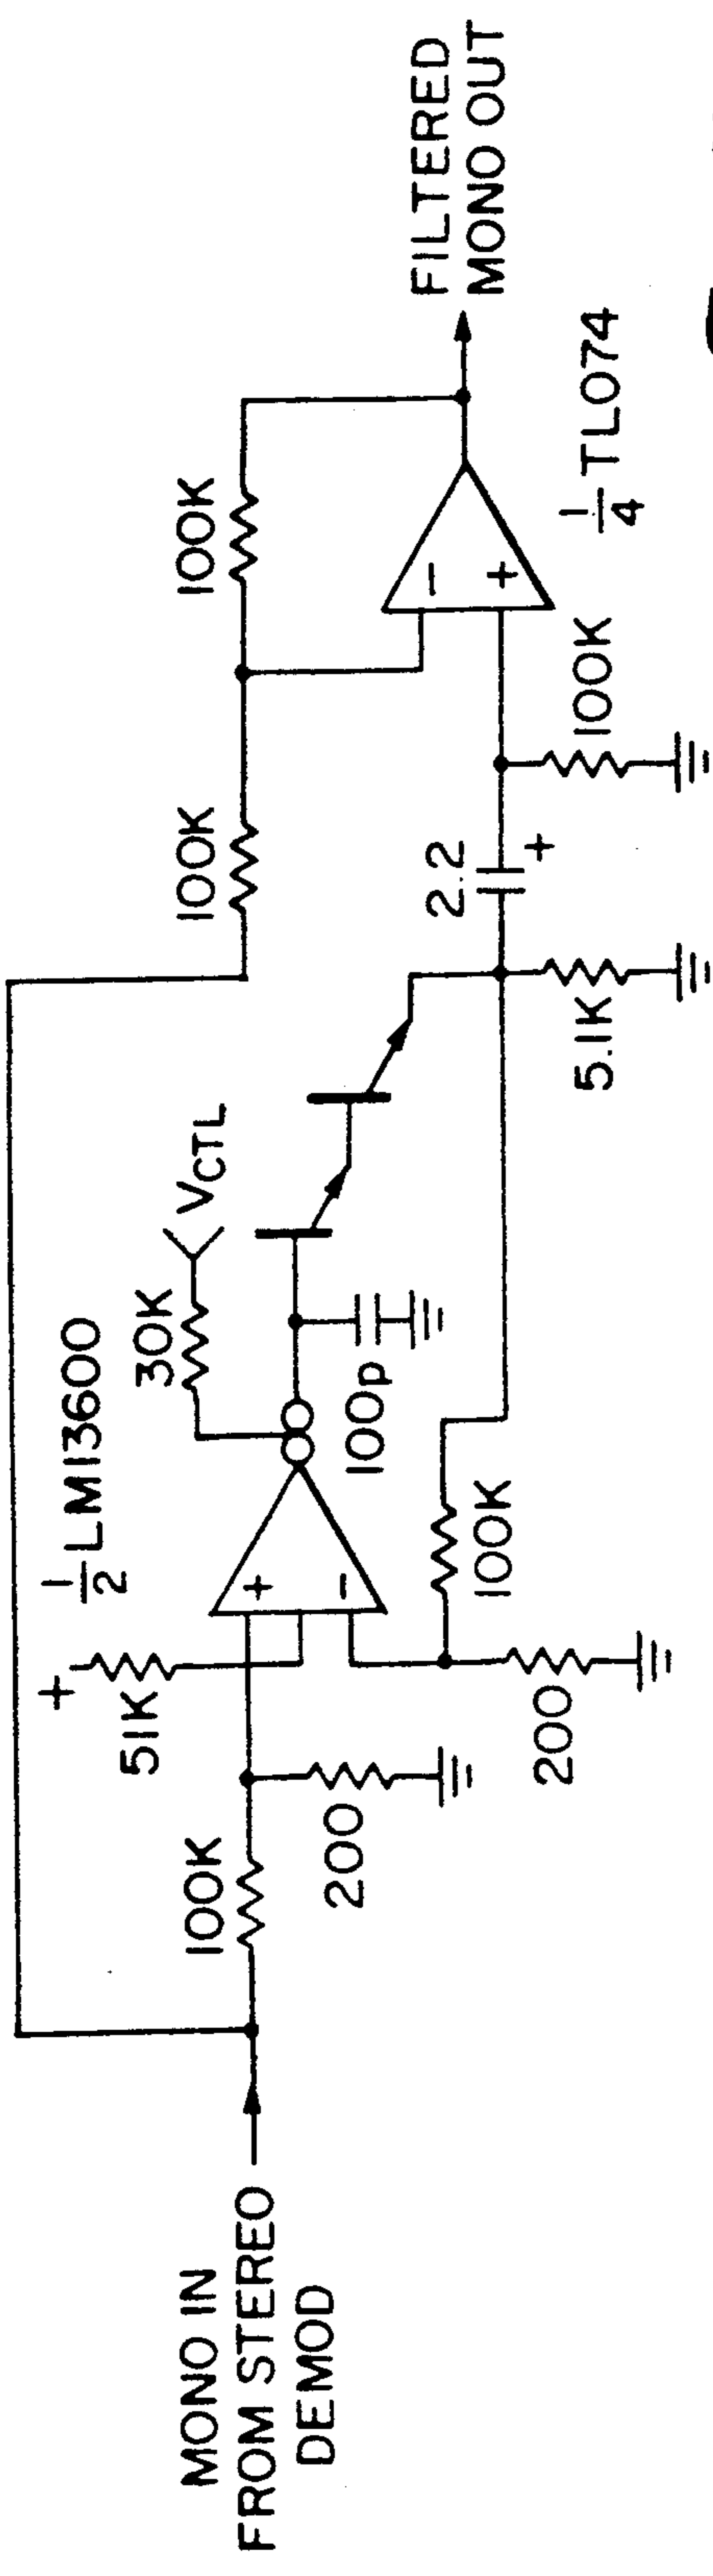 MONO IN
FROM STEREO
DEMOD
100K
200
+
51K
1/2 LM13600
+
-
200
100K
30K
VCTL
100p
5.1K
2.2
+
100K
100K
100K
-
+
1/4 TL074
FILTERED
MONO OUT